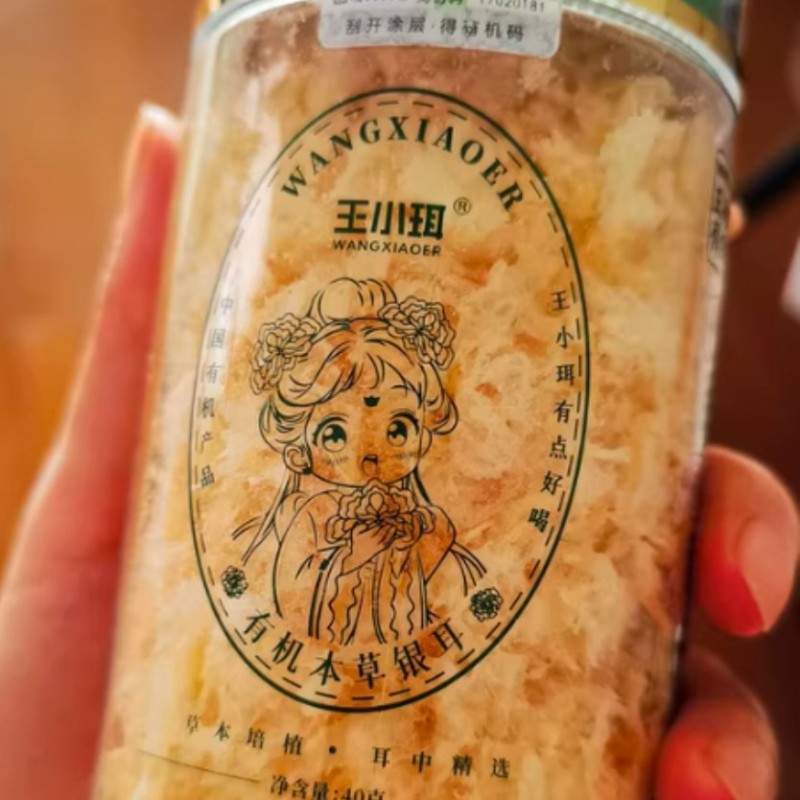 17020181
刮开涂层·得有机码
WANGXIAOER
王小珥®
WANGXIAOER
中国有机产品
王小珥有点好喝
有机本草银耳
草本培植·耳中精选
净含量:40克